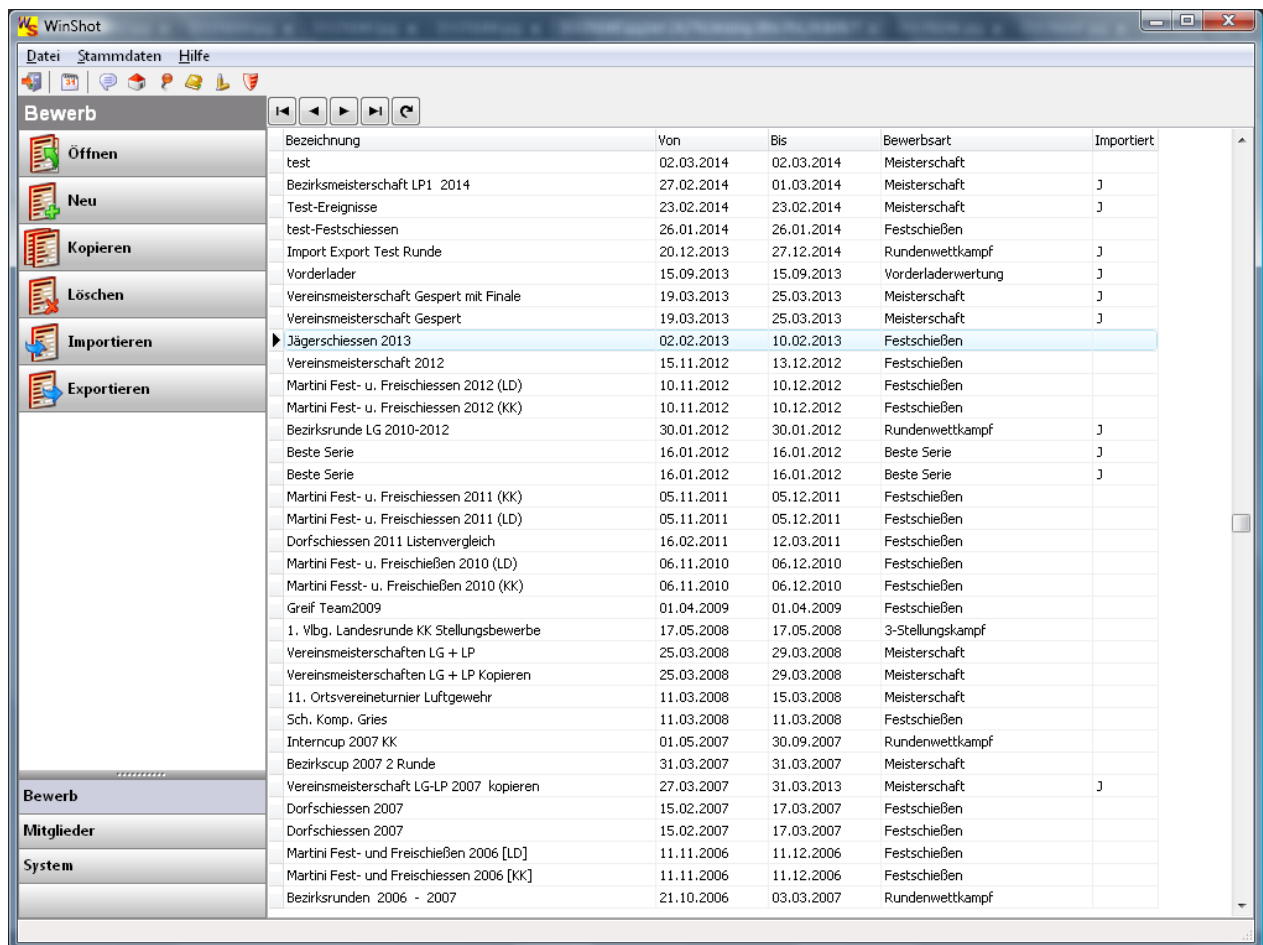 WinShot
Datei Stammdaten Hilfe
Bewerb
Öffnen
Neu
Kopieren
Löschen
Importieren
Exportieren
Bewerb
Mitglieder
System
Bezeichnung Von Bis Bewerbsart Importiert
test 02.03.2014 02.03.2014 Meisterschaft
Bezirksmeisterschaft LP1 2014 27.02.2014 01.03.2014 Meisterschaft J
Test-Ereignisse 23.02.2014 23.02.2014 Meisterschaft J
test-Festschiessen 26.01.2014 26.01.2014 Festschießen
Import Export Test Runde 20.12.2013 27.12.2014 Rundenwettkampf J
Vorderlader 15.09.2013 15.09.2013 Vorderladerwertung J
Vereinsmeisterschaft Gespert mit Finale 19.03.2013 25.03.2013 Meisterschaft J
Vereinsmeisterschaft Gespert 19.03.2013 25.03.2013 Meisterschaft J
Jägerschiessen 2013 02.02.2013 10.02.2013 Festschießen
Vereinsmeisterschaft 2012 15.11.2012 13.12.2012 Festschießen
Martini Fest- u. Freischiessen 2012 (LD) 10.11.2012 10.12.2012 Festschießen
Martini Fest- u. Freischiessen 2012 (KK) 10.11.2012 10.12.2012 Festschießen
Bezirksrunde LG 2010-2012 30.01.2012 30.01.2012 Rundenwettkampf J
Beste Serie 16.01.2012 16.01.2012 Beste Serie J
Beste Serie 16.01.2012 16.01.2012 Beste Serie J
Martini Fest- u. Freischiessen 2011 (KK) 05.11.2011 05.12.2011 Festschießen
Martini Fest- u. Freischiessen 2011 (LD) 05.11.2011 05.12.2011 Festschießen
Dorfschiessen 2011 Listenvergleich 16.02.2011 12.03.2011 Festschießen
Martini Fest- u. Freischießen 2010 (LD) 06.11.2010 06.12.2010 Festschießen
Martini Fesst- u. Freischießen 2010 (KK) 06.11.2010 06.12.2010 Festschießen
Greif Team2009 01.04.2009 01.04.2009 Festschießen
1. Vlbg. Landesrunde KK Stellungsbewerbe 17.05.2008 17.05.2008 3-Stellungskampf
Vereinsmeisterschaften LG + LP 25.03.2008 29.03.2008 Meisterschaft
Vereinsmeisterschaften LG + LP Kopieren 25.03.2008 29.03.2008 Meisterschaft
11. Ortsvereineturnier Luftgewehr 11.03.2008 15.03.2008 Meisterschaft
Sch. Komp. Gries 11.03.2008 11.03.2008 Festschießen
Interncup 2007 KK 01.05.2007 30.09.2007 Rundenwettkampf
Bezirkscup 2007 2 Runde 31.03.2007 31.03.2007 Meisterschaft
Vereinsmeisterschaft LG-LP 2007 kopieren 27.03.2007 31.03.2013 Meisterschaft J
Dorfschiessen 2007 15.02.2007 17.03.2007 Festschießen
Dorfschiessen 2007 15.02.2007 17.03.2007 Festschießen
Martini Fest- und Freischießen 2006 [LD] 11.11.2006 11.12.2006 Festschießen
Martini Fest- und Freischiessen 2006 [KK] 11.11.2006 11.12.2006 Festschießen
Bezirksrunden 2006 - 2007 21.10.2006 03.03.2007 Rundenwettkampf